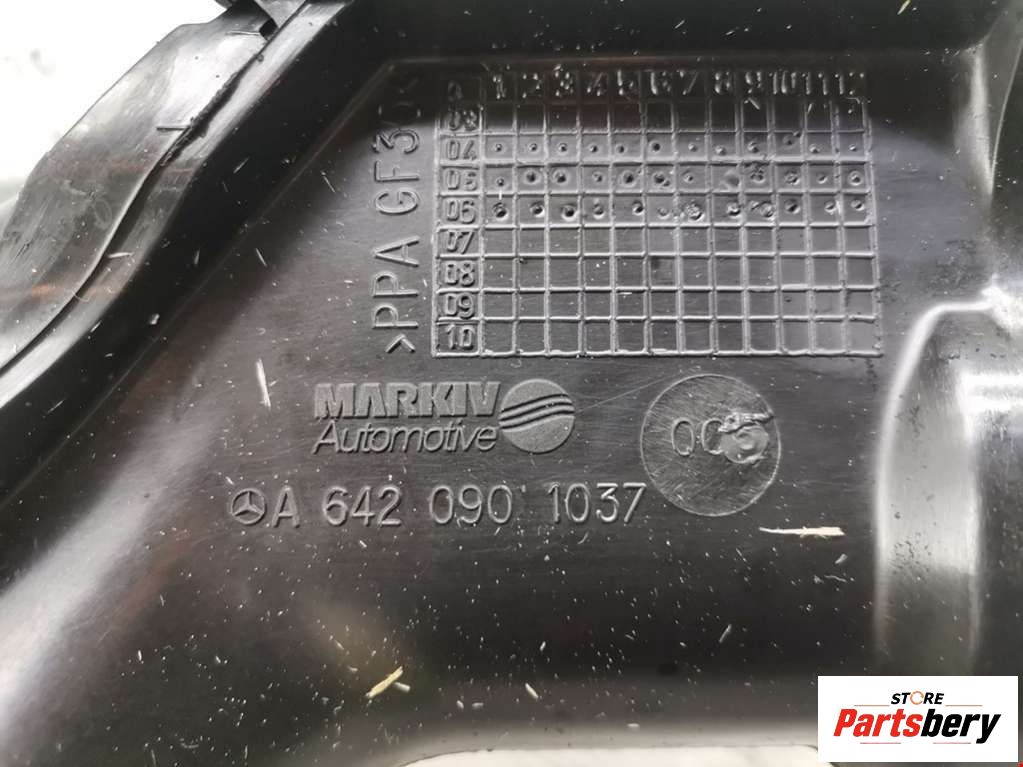 A 1 2 3 4 5 6 7 8 9 10 11 12
03
04
05
06
07
08
09
10
>PPA GF30<
MARKIV
Automotive
A 642 090 1037
STORE
Partsbery